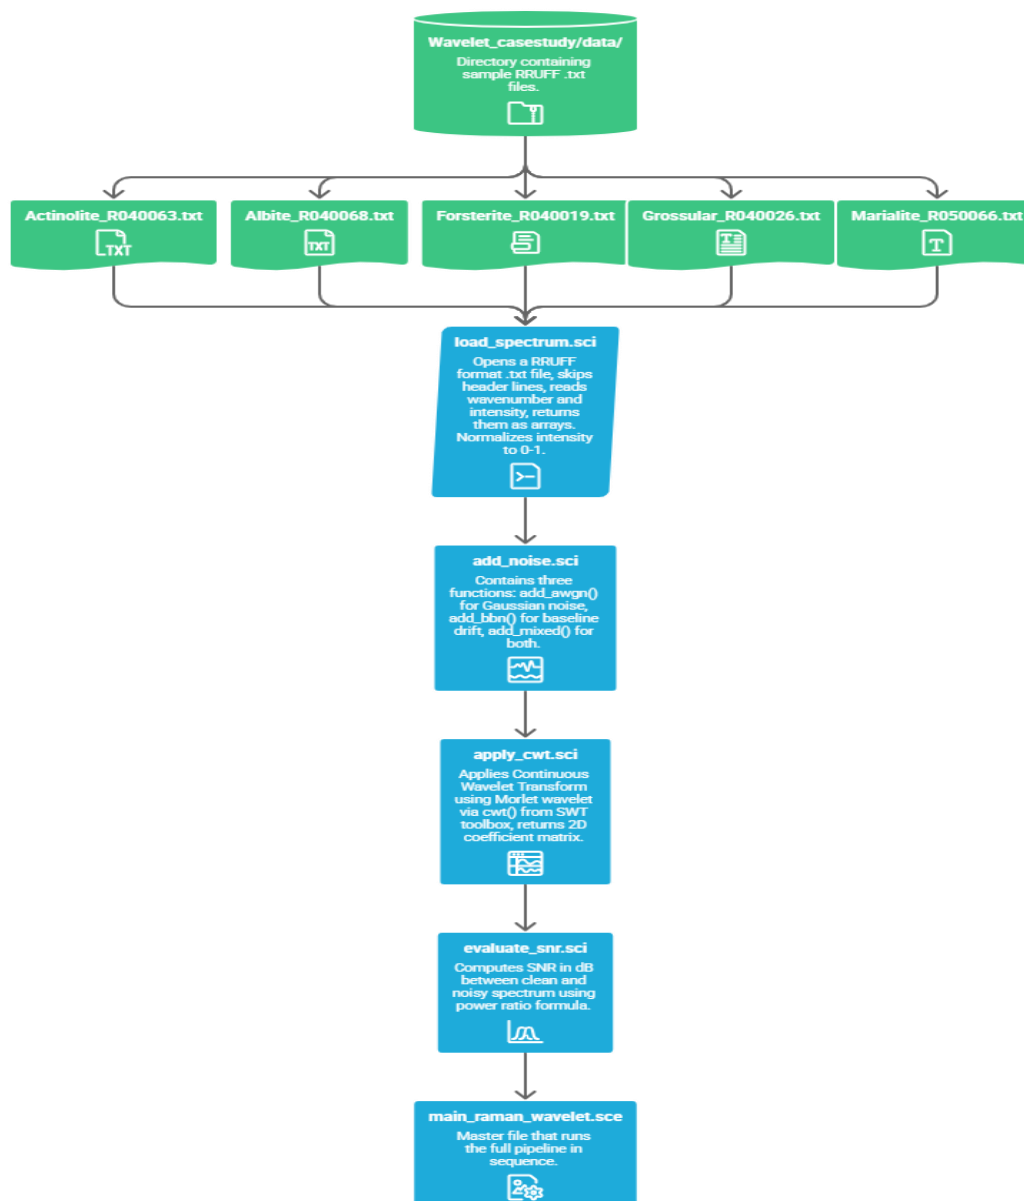 Wavelet_casestudy/data/
Directory containing
sample RRUFF .txt
files.
Actinolite_R040063.txt
Albite_R040068.txt
Forsterite_R040019.txt
Grossular_R040026.txt
Marialite_R050066.txt
TXT
TXT
T
T
load_spectrum.sci
Opens a RRUFF
format .txt file, skips
header lines, reads
wavenumber and
intensity, returns
them as arrays.
Normalizes intensity
to 0-1.
add_noise.sci
Contains three
functions: add_awgn()
for Gaussian noise,
add_bbn() for baseline
drift, add_mixed() for
both.
apply_cwt.sci
Applies Continuous
Wavelet Transform
using Morlet wavelet
via cwt() from SWT
toolbox, returns 2D
coefficient matrix.
evaluate_snr.sci
Computes SNR in dB
between clean and
noisy spectrum using
power ratio formula.
main_raman_wavelet.sce
Master file that runs
the full pipeline in
sequence.